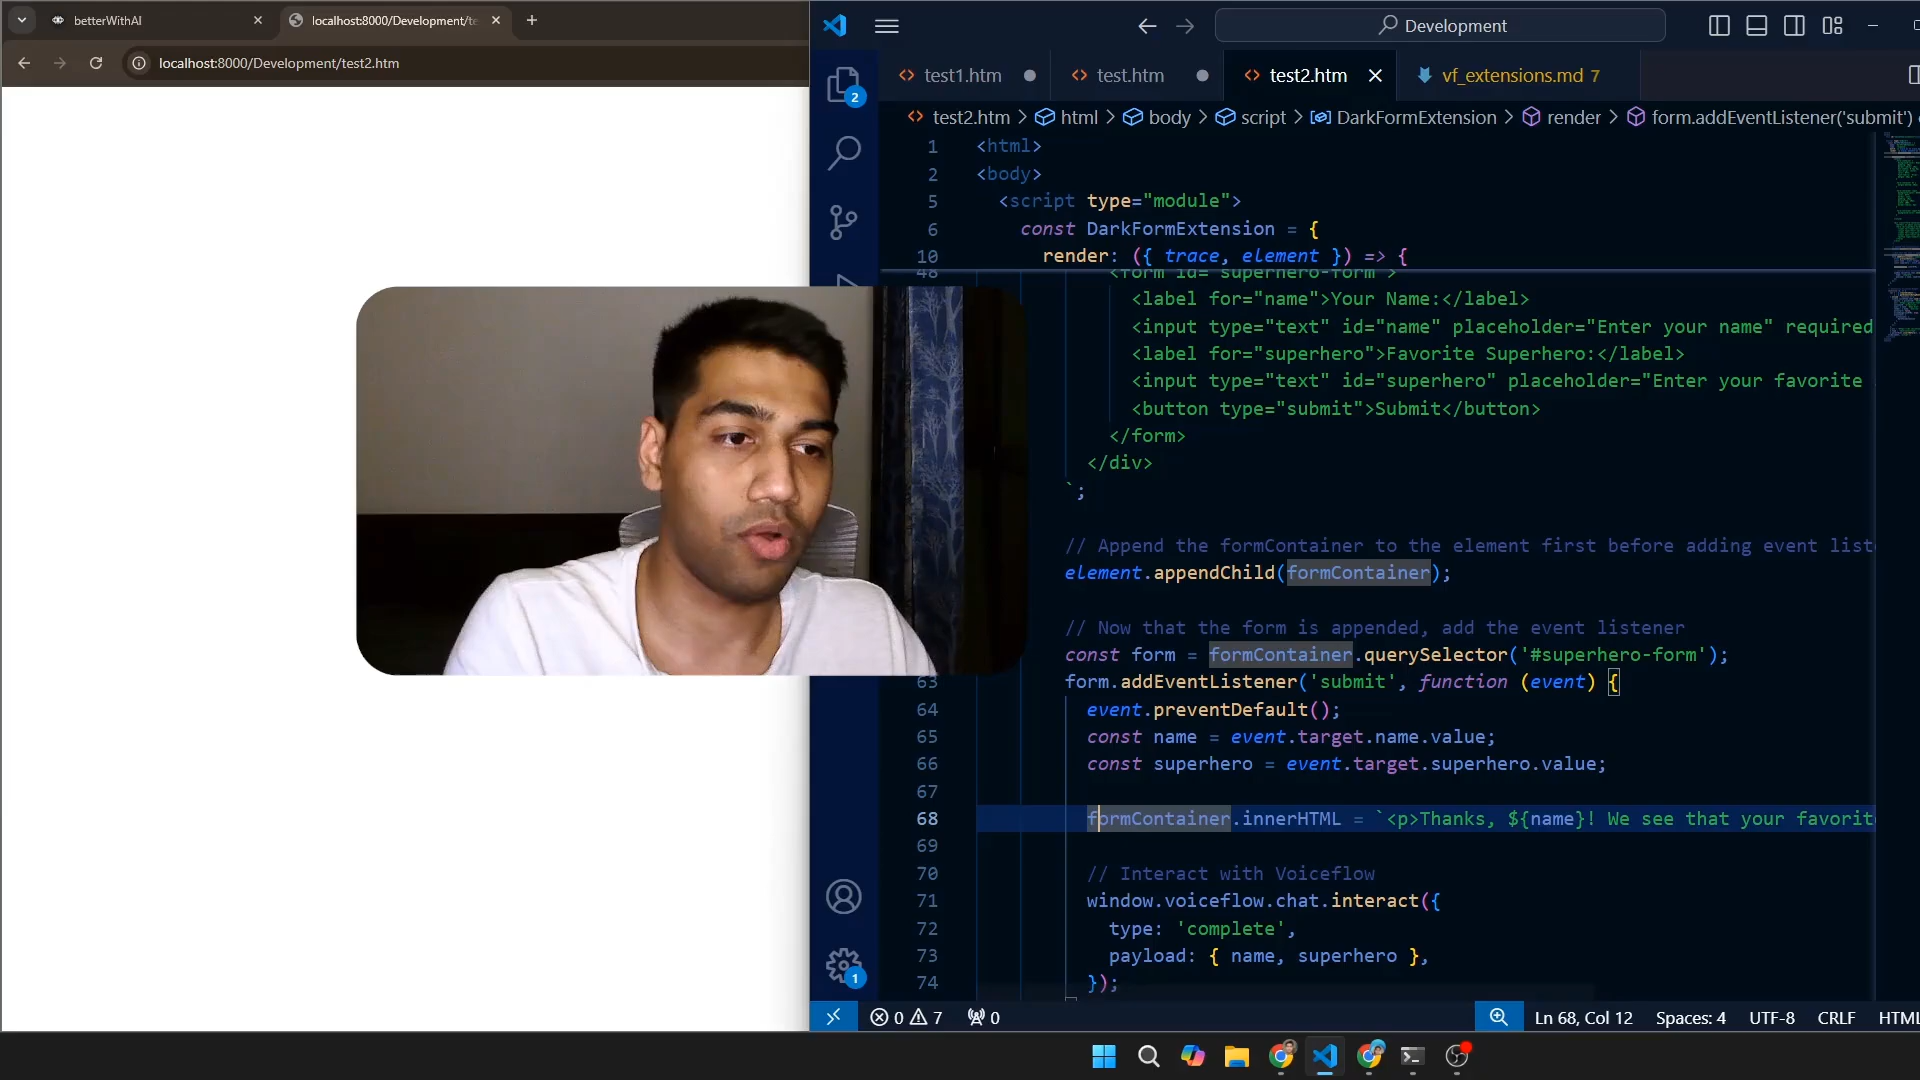 betterWithAI
localhost:8000/Development/te
localhost:8000/Development/test2.htm
Development
2
test1.htm
test.htm
test2.htm
vf_extensions.md 7
test2.htm > html > body > script > DarkFormExtension > render > form.addEventListener('submit')
1 <html>
2 <body>
5 <script type="module">
6 const DarkFormExtension = {
10 render: ({ trace, element }) => {
48 <form id="superhero-form">
<label for="name">Your Name:</label>
<input type="text" id="name" placeholder="Enter your name" required
<label for="superhero">Favorite Superhero:</label>
<input type="text" id="superhero" placeholder="Enter your favorite
<button type="submit">Submit</button>
</form>
</div>
`;
// Append the formContainer to the element first before adding event list
element.appendChild(formContainer);
// Now that the form is appended, add the event listener
const form = formContainer.querySelector('#superhero-form');
63 form.addEventListener('submit', function (event) {
64 event.preventDefault();
65 const name = event.target.name.value;
66 const superhero = event.target.superhero.value;
67
68 formContainer.innerHTML = `<p>Thanks, ${name}! We see that your favorit
69
70 // Interact with Voiceflow
71 window.voiceflow.chat.interact({
72 type: 'complete',
73 payload: { name, superhero },
74 });
1
0 7 0
Ln 68, Col 12 Spaces: 4 UTF-8 CRLF HTML